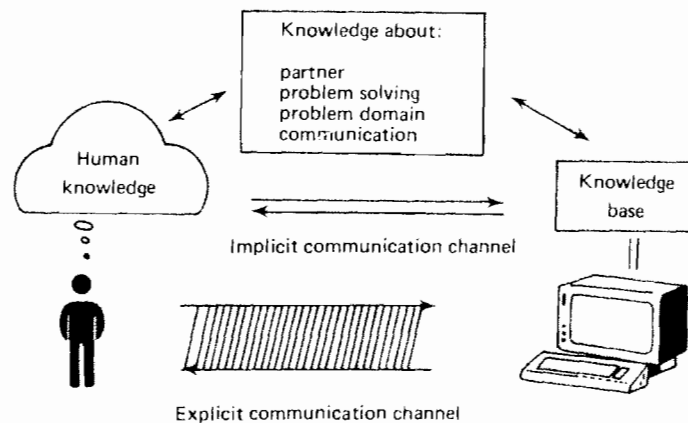 Knowledge about:
partner
problem solving
problem domain
communication
Human
knowledge
Knowledge
base
Implicit communication channel
Explicit communication channel